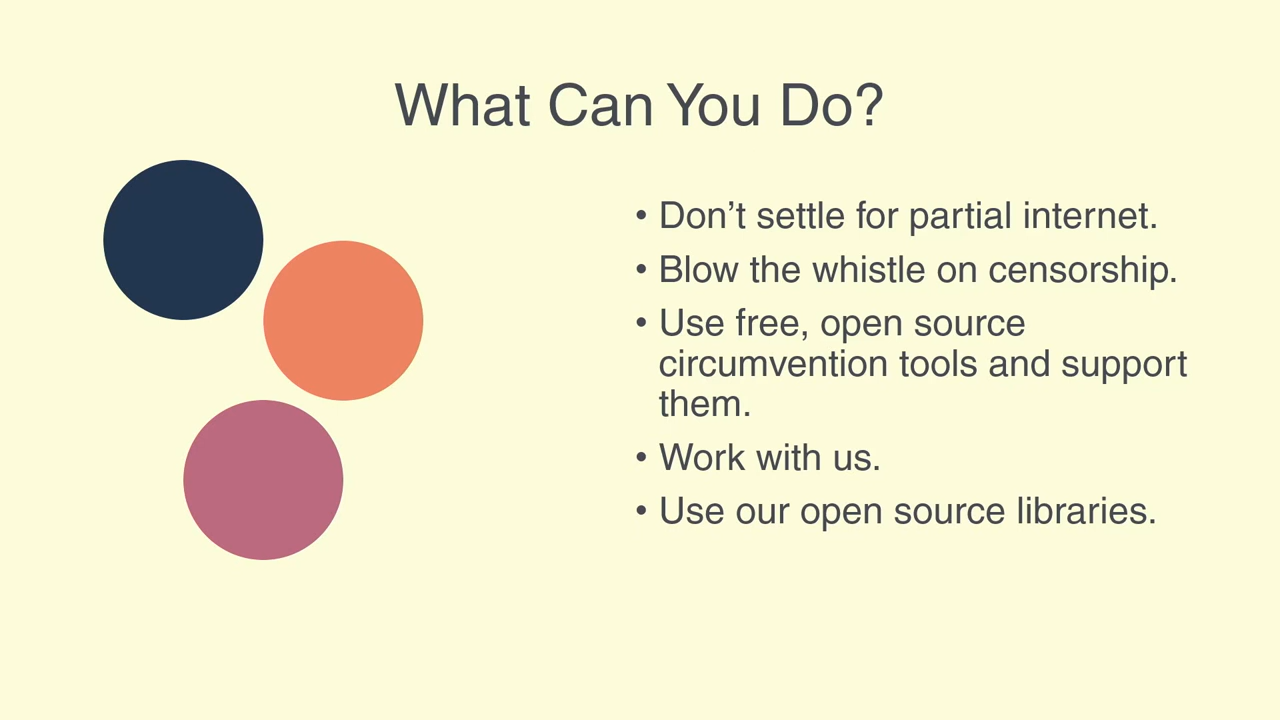 What Can You Do?
• Don’t settle for partial internet.
• Blow the whistle on censorship.
• Use free, open source
circumvention tools and support
them.
• Work with us.
• Use our open source libraries.